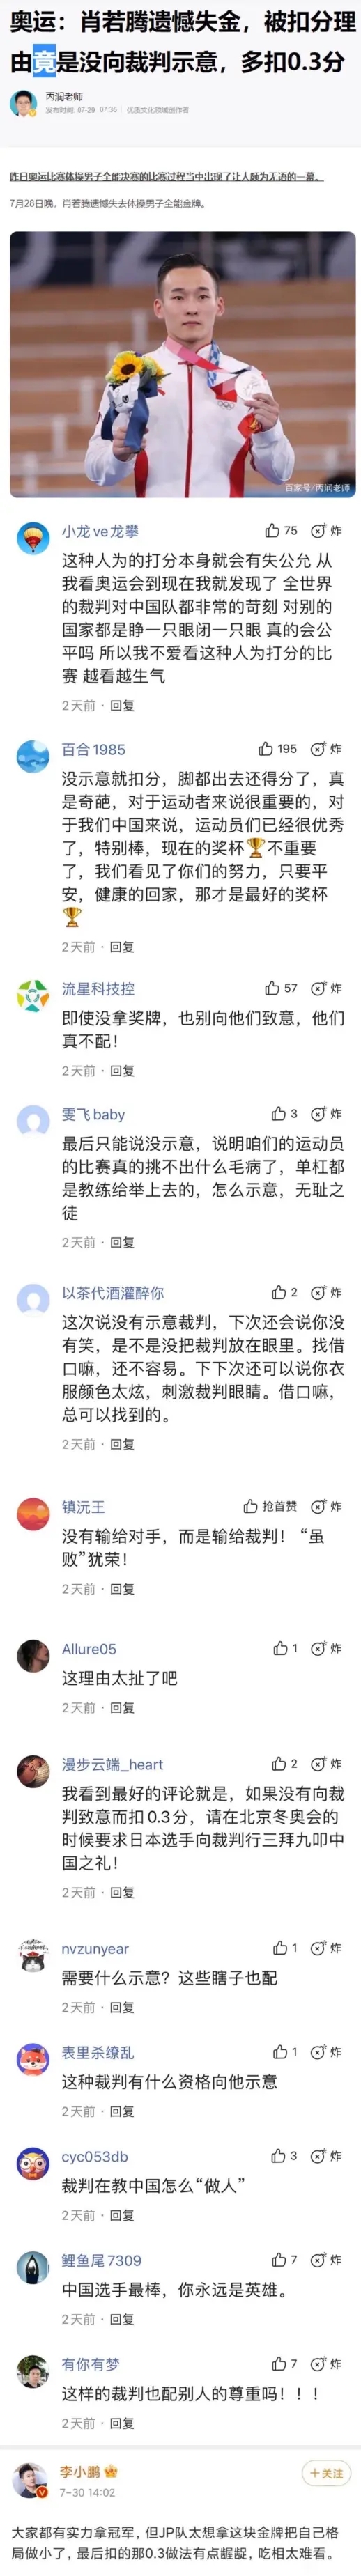 奥运：肖若腾遗憾失金，被扣分理
由竟是没向裁判示意，多扣0.3分
丙润老师
发布时间: 07-29 07:36 | 优质文化领域创作者
昨日奥运比赛体操男子全能决赛的比赛过程当中出现了让人颇为无语的一幕。
7月28日晚，肖若腾遗憾失去体操男子全能金牌。
百家号/丙润老师
小龙ve龙攀 75 炸
这种人为的打分本身就会有失公允 从
我看奥运会到现在我就发现了 全世界
的裁判对中国队都非常的苛刻 对别的
国家都是睁一只眼闭一只眼 真的会公
平吗 所以我不爱看这种人为打分的比
赛 越看越生气
2天前 · 回复
百合1985 195 炸
没示意就扣分，脚都出去还得分了，真
是奇葩，对于运动者来说很重要的，对
于我们中国来说，运动员们已经很优秀
了，特别棒，现在的奖杯🏆不重要
了，我们看见了你们的努力，只要平
安，健康的回家，那才是最好的奖杯
🏆
2天前 · 回复
流星科技控 57 炸
即使没拿奖牌，也别向他们致意，他们
真不配！
2天前 · 回复
雯飞baby 3 炸
最后只能说没示意，说明咱们的运动员
的比赛真的挑不出什么毛病了，单杠都
是教练给举上去的，怎么示意，无耻之
徒
2天前 · 回复
以茶代酒灌醉你 2 炸
这次说没有示意裁判，下次还会说你没
有笑，是不是没把裁判放在眼里。找借
口嘛，还不容易。下下次还可以说你衣
服颜色太炫，刺激裁判眼睛。借口嘛，
总可以找到的。
2天前 · 回复
镇沅王 抢首赞 炸
没有输给对手，而是输给裁判！“虽
败”犹荣！
2天前 · 回复
Allure05 1 炸
这理由太扯了吧
2天前 · 回复
漫步云端_heart 2 炸
我看到最好的评论就是，如果没有向裁
判致意而扣0.3分，请在北京冬奥会的
时候要求日本选手向裁判行三拜九叩中
国之礼！
2天前 · 回复
nvzunyear 1 炸
需要什么示意？这些瞎子也配
2天前 · 回复
表里杀缭乱 1 炸
这种裁判有什么资格向他示意
2天前 · 回复
cyc053db 3 炸
裁判在教中国怎么“做人”
2天前 · 回复
鲤鱼尾7309 7 炸
中国选手最棒，你永远是英雄。
2天前 · 回复
有你有梦 7 炸
这样的裁判也配别人的尊重吗！！！
2天前 · 回复
李小鹏 +关注
7-30 14:02
大家都有实力拿冠军，但JP队太想拿这块金牌把自己格
局做小了，最后扣的那0.3做法有点龌龊，吃相太难看。